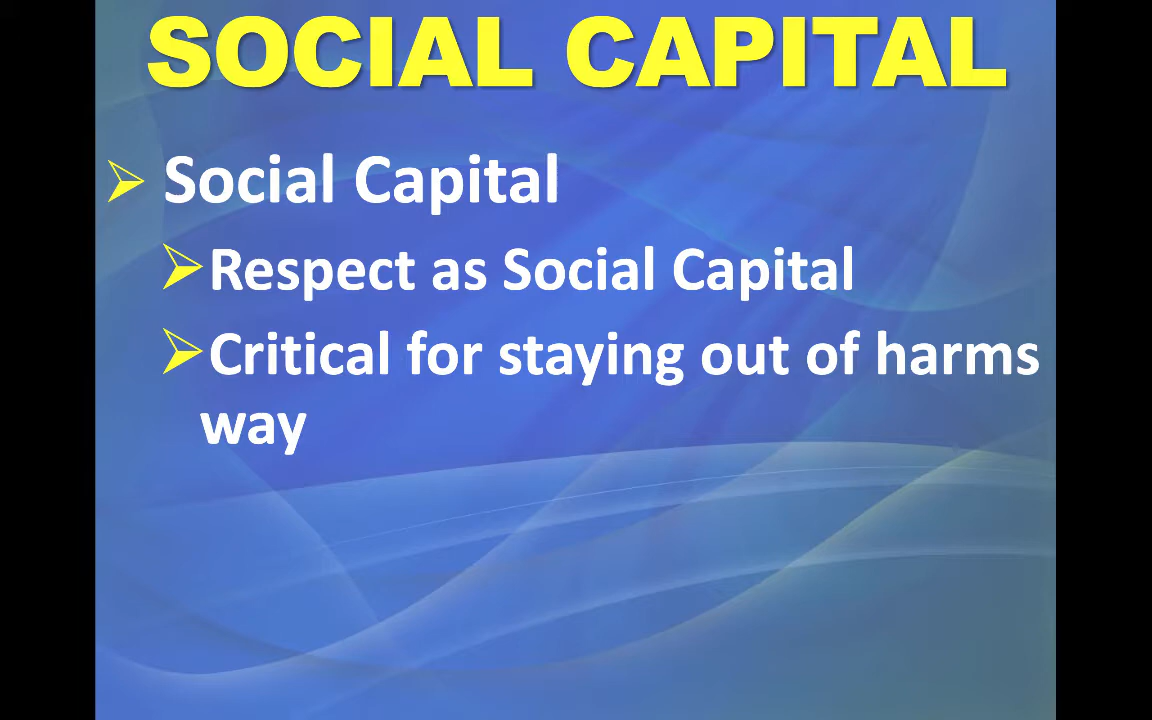 SOCIAL CAPITAL
Social Capital
Respect as Social Capital
Critical for staying out of harms
way